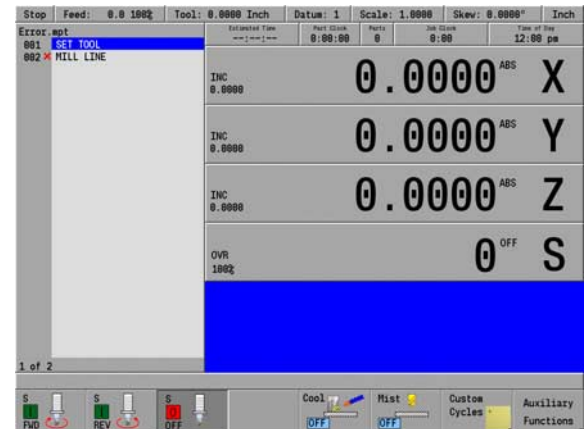 Stop Feed: 0.0 100% Tool: 0.0000 Inch Datum: 1 Scale: 1.0000 Skew: 0.0000° Inch
Error.mpt
Estimated Time Part Clock Parts Job Clock Time of Day
--:--:-- 0:00:00 0 0:00 12:00 pm
001 SET TOOL
002 × MILL LINE
INC 0.0000 0.0000 ABS X
INC 0.0000 0.0000 ABS Y
INC 0.0000 0.0000 ABS Z
OVR 100% 0 OFF S
1 of 2
S I FWD
S I REV
S O OFF
Cool OFF
Mist OFF
Custom Cycles
Auxiliary Functions